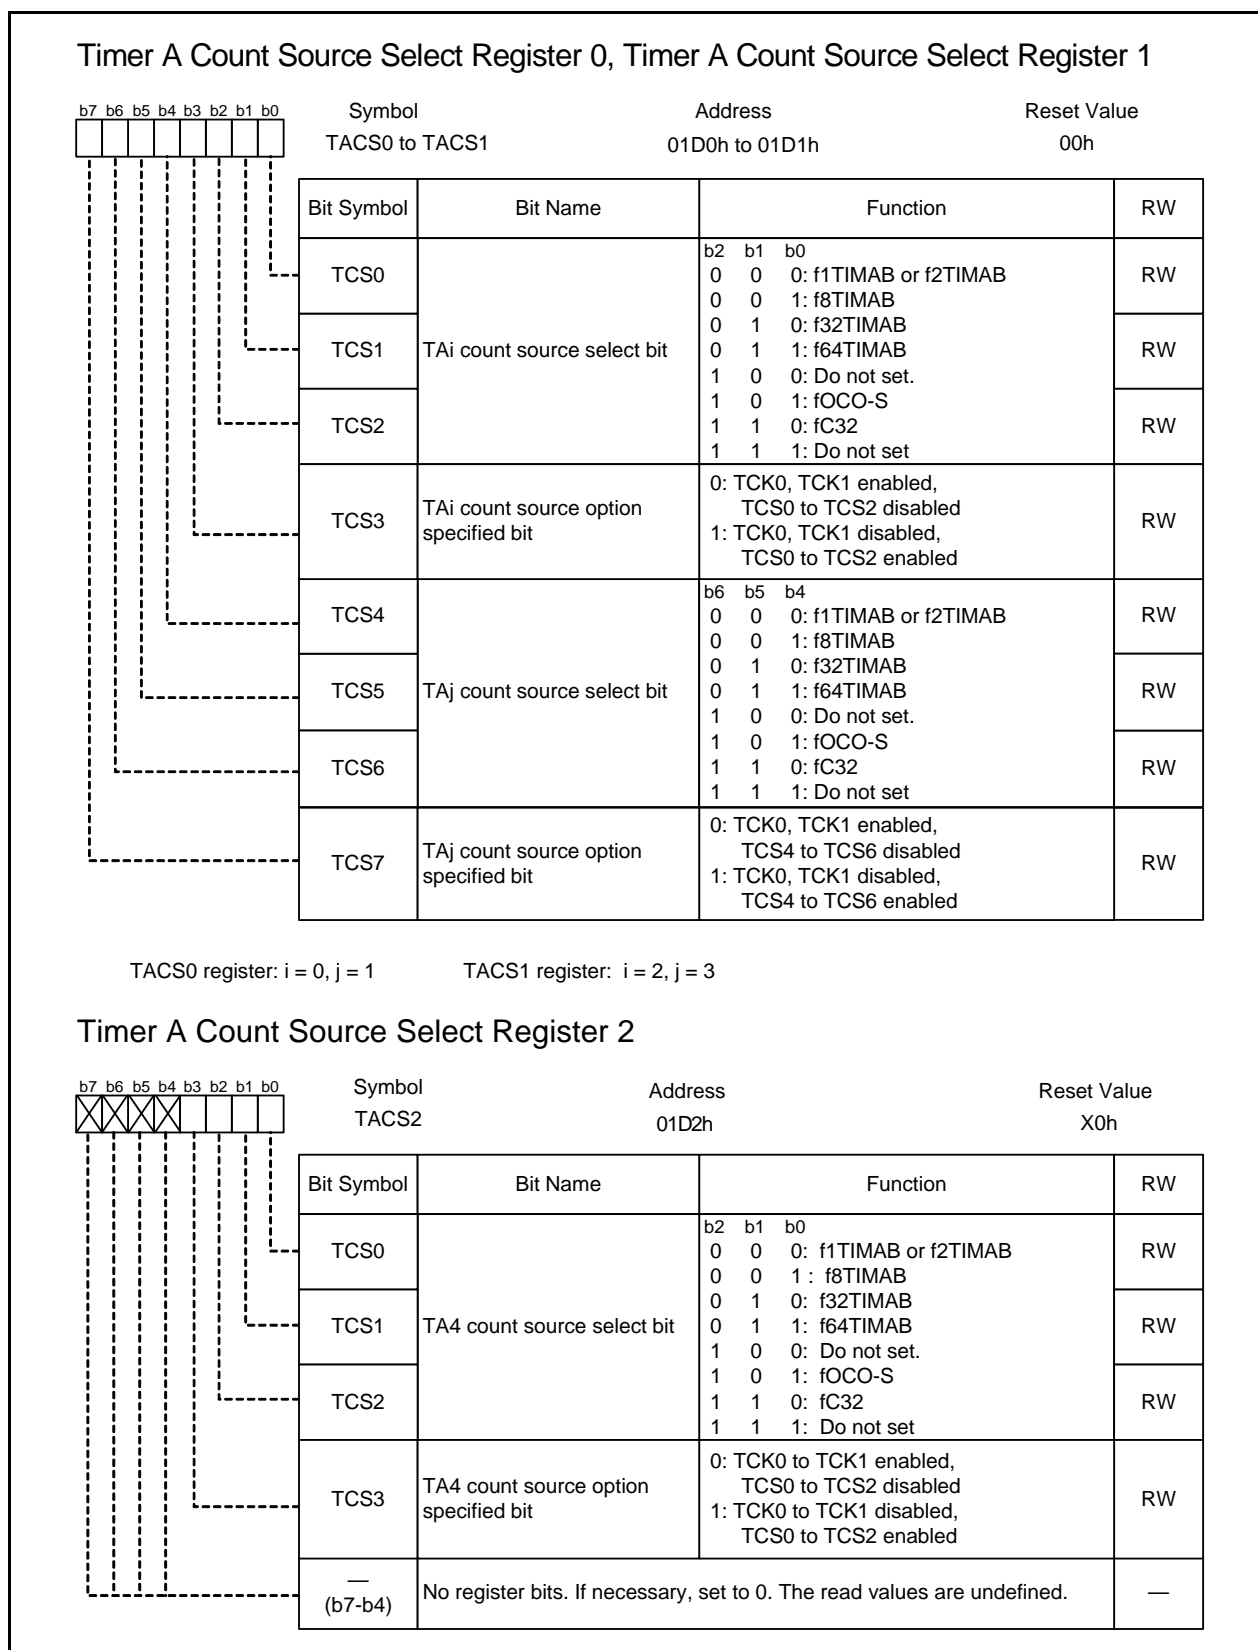 Timer A Count Source Select Register 0, Timer A Count Source Select Register 1
b7 b6 b5 b4 b3 b2 b1 b0
Symbol Address Reset Value
TACS0 to TACS1 01D0h to 01D1h 00h
Bit Symbol Bit Name Function RW
TCS0 RW
TCS1 RW
TCS2 RW
TAi count source select bit
b2 b1 b0
0 0 0: f1TIMAB or f2TIMAB
0 0 1: f8TIMAB
0 1 0: f32TIMAB
0 1 1: f64TIMAB
1 0 0: Do not set.
1 0 1: fOCO-S
1 1 0: fC32
1 1 1: Do not set
TCS3 RW
TAi count source option
specified bit
0: TCK0, TCK1 enabled,
TCS0 to TCS2 disabled
1: TCK0, TCK1 disabled,
TCS0 to TCS2 enabled
TCS4 RW
TCS5 RW
TCS6 RW
TAj count source select bit
b6 b5 b4
0 0 0: f1TIMAB or f2TIMAB
0 0 1: f8TIMAB
0 1 0: f32TIMAB
0 1 1: f64TIMAB
1 0 0: Do not set.
1 0 1: fOCO-S
1 1 0: fC32
1 1 1: Do not set
TCS7 RW
TAj count source option
specified bit
0: TCK0, TCK1 enabled,
TCS4 to TCS6 disabled
1: TCK0, TCK1 disabled,
TCS4 to TCS6 enabled
TACS0 register: i = 0, j = 1 TACS1 register: i = 2, j = 3
Timer A Count Source Select Register 2
b7 b6 b5 b4 b3 b2 b1 b0
Symbol Address Reset Value
TACS2 01D2h X0h
Bit Symbol Bit Name Function RW
TCS0 RW
TCS1 RW
TCS2 RW
TA4 count source select bit
b2 b1 b0
0 0 0: f1TIMAB or f2TIMAB
0 0 1 : f8TIMAB
0 1 0: f32TIMAB
0 1 1: f64TIMAB
1 0 0: Do not set.
1 0 1: fOCO-S
1 1 0: fC32
1 1 1: Do not set
TCS3 RW
TA4 count source option
specified bit
0: TCK0 to TCK1 enabled,
TCS0 to TCS2 disabled
1: TCK0 to TCK1 disabled,
TCS0 to TCS2 enabled
—
(b7-b4)
No register bits. If necessary, set to 0. The read values are undefined. —